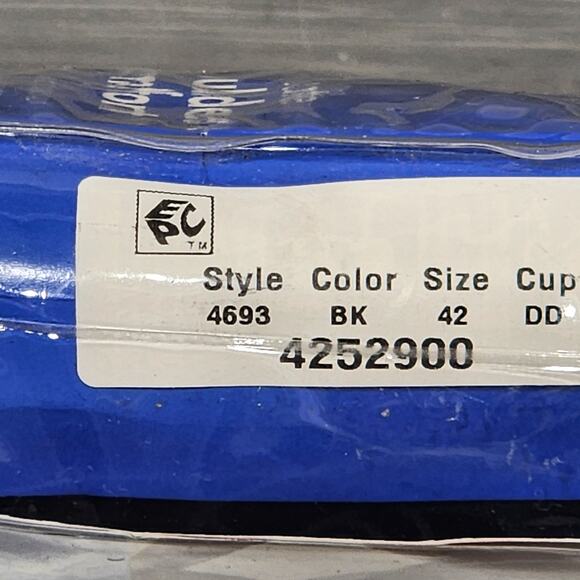 EPC
TM
Style Color Size Cup
4693 BK 42 DD
4252900